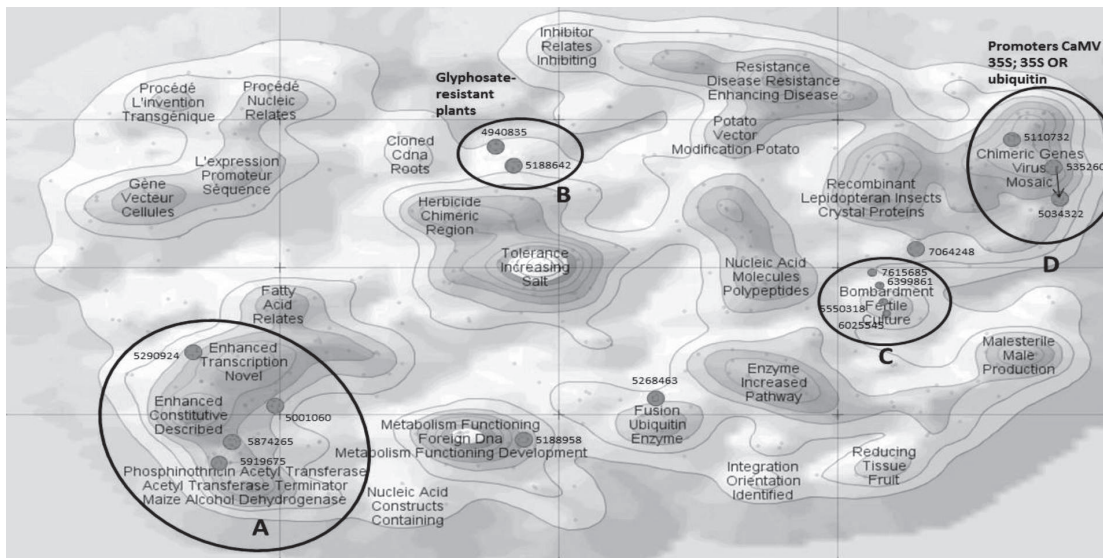 Inhibitor
Relates
Inhibiting
Promoters CaMV
35S; 35S OR
ubiquitin
Glyphosate-
resistant
plants
Resistance
Disease Resistance
Enhancing Disease
Procédé
L'invention
Transgénique
Procédé
Nucleic
Relates
4940835
5188642
B
Cloned
Cdna
Roots
Potato
Vector
Modification Potato
5110732
Chimeric Genes
Virus
Mosaic
535260
5034322
D
L'expression
Promoteur
Séquence
Gène
Vecteur
Cellules
Recombinant
Lepidopteran Insects
Crystal Proteins
Herbicide
Chimeric
Region
7064248
Tolerance
Increasing
Salt
Nucleic Acid
Molecules
Polypeptides
7615685
6399861
Bombardment
5550318
Fertile
Culture
6025545
C
Fatty
Acid
Relates
Malesterile
Male
Production
5290924
Enhanced
Transcription
Novel
Enzyme
Increased
Pathway
5268463
Fusion
Ubiquitin
Enzyme
Enhanced
Constitutive
Described
5001060
5874265
5919675
Phosphinothricin Acetyl Transferase
Acetyl Transferase Terminator
Maize Alcohol Dehydrogenase
A
Metabolism Functioning
Foreign Dna
Metabolism Functioning Development
5188958
Nucleic Acid
Constructs
Containing
Integration
Orientation
Identified
Reducing
Tissue
Fruit